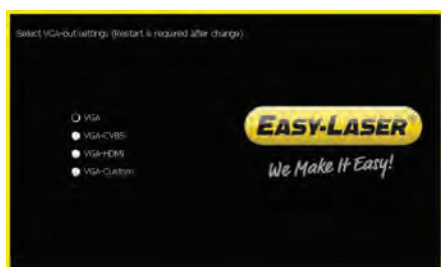 Select VGA-out settings (Restart is required after change)
VGA
VGA-CVBS
VGA-HDMI
VGA-Custom
EASY-LASER®
We Make It Easy!